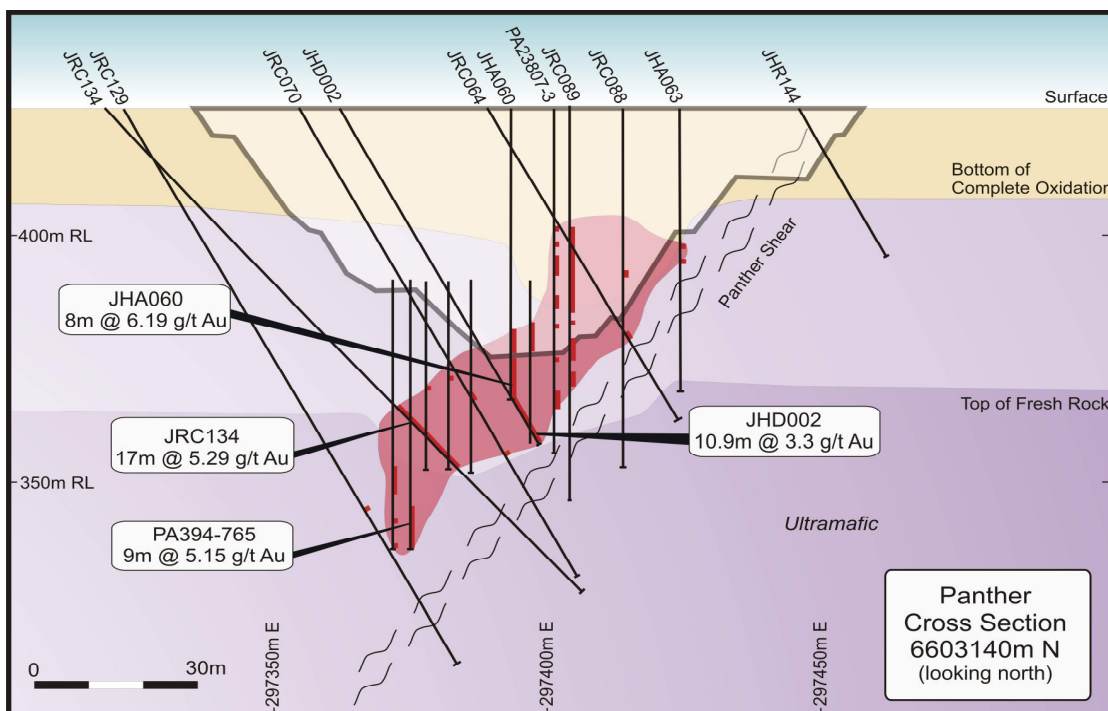 JRC134
JRC129
JRC070
JHD002
JRC064
JHA060
PA23807-3
JRC089
JRC088
JHA063
JHR144
Surface
Bottom of
Complete Oxidation
400m RL
Panther Shear
JHA060
8m @ 6.19 g/t Au
Top of Fresh Rock
JRC134
17m @ 5.29 g/t Au
JHD002
10.9m @ 3.3 g/t Au
350m RL
Ultramafic
PA394-765
9m @ 5.15 g/t Au
Panther
Cross Section
6603140m N
(looking north)
0 30m
297350m E
297400m E
297450m E